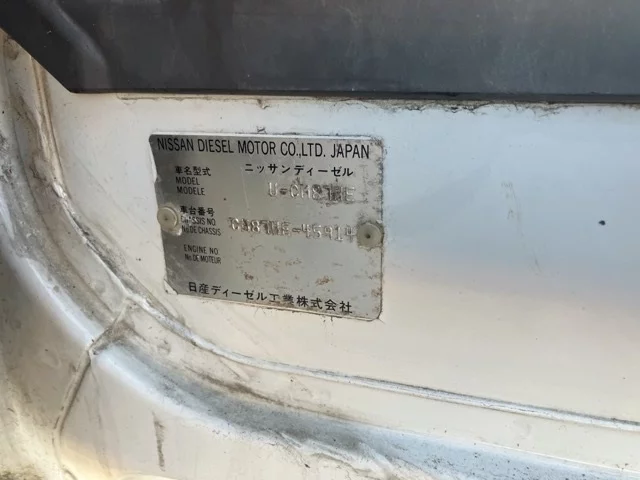 NISSAN DIESEL MOTOR CO.,LTD. JAPAN
車名型式 ニッサンディーゼル
MODEL
MODELE
車台番号
CHASSIS NO.
No.DE CHASSIS
ENGINE NO
No.DE MOTEUR
日産ディーゼル工業株式会社